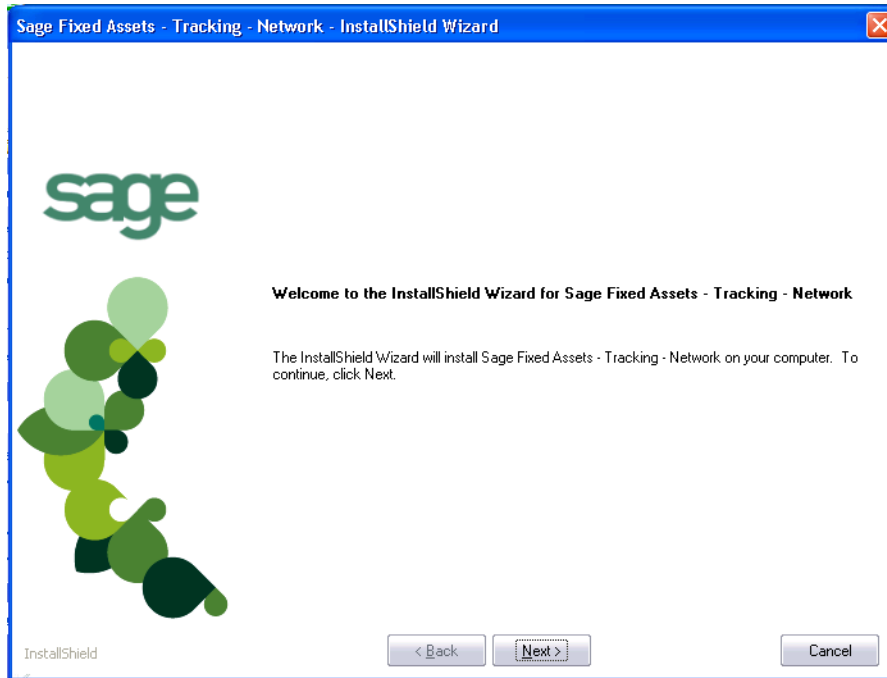 Sage Fixed Assets - Tracking - Network - InstallShield Wizard
sage
Welcome to the InstallShield Wizard for Sage Fixed Assets - Tracking - Network
The InstallShield Wizard will install Sage Fixed Assets - Tracking - Network on your computer.  To
continue, click Next.
InstallShield
< Back
Next >
Cancel